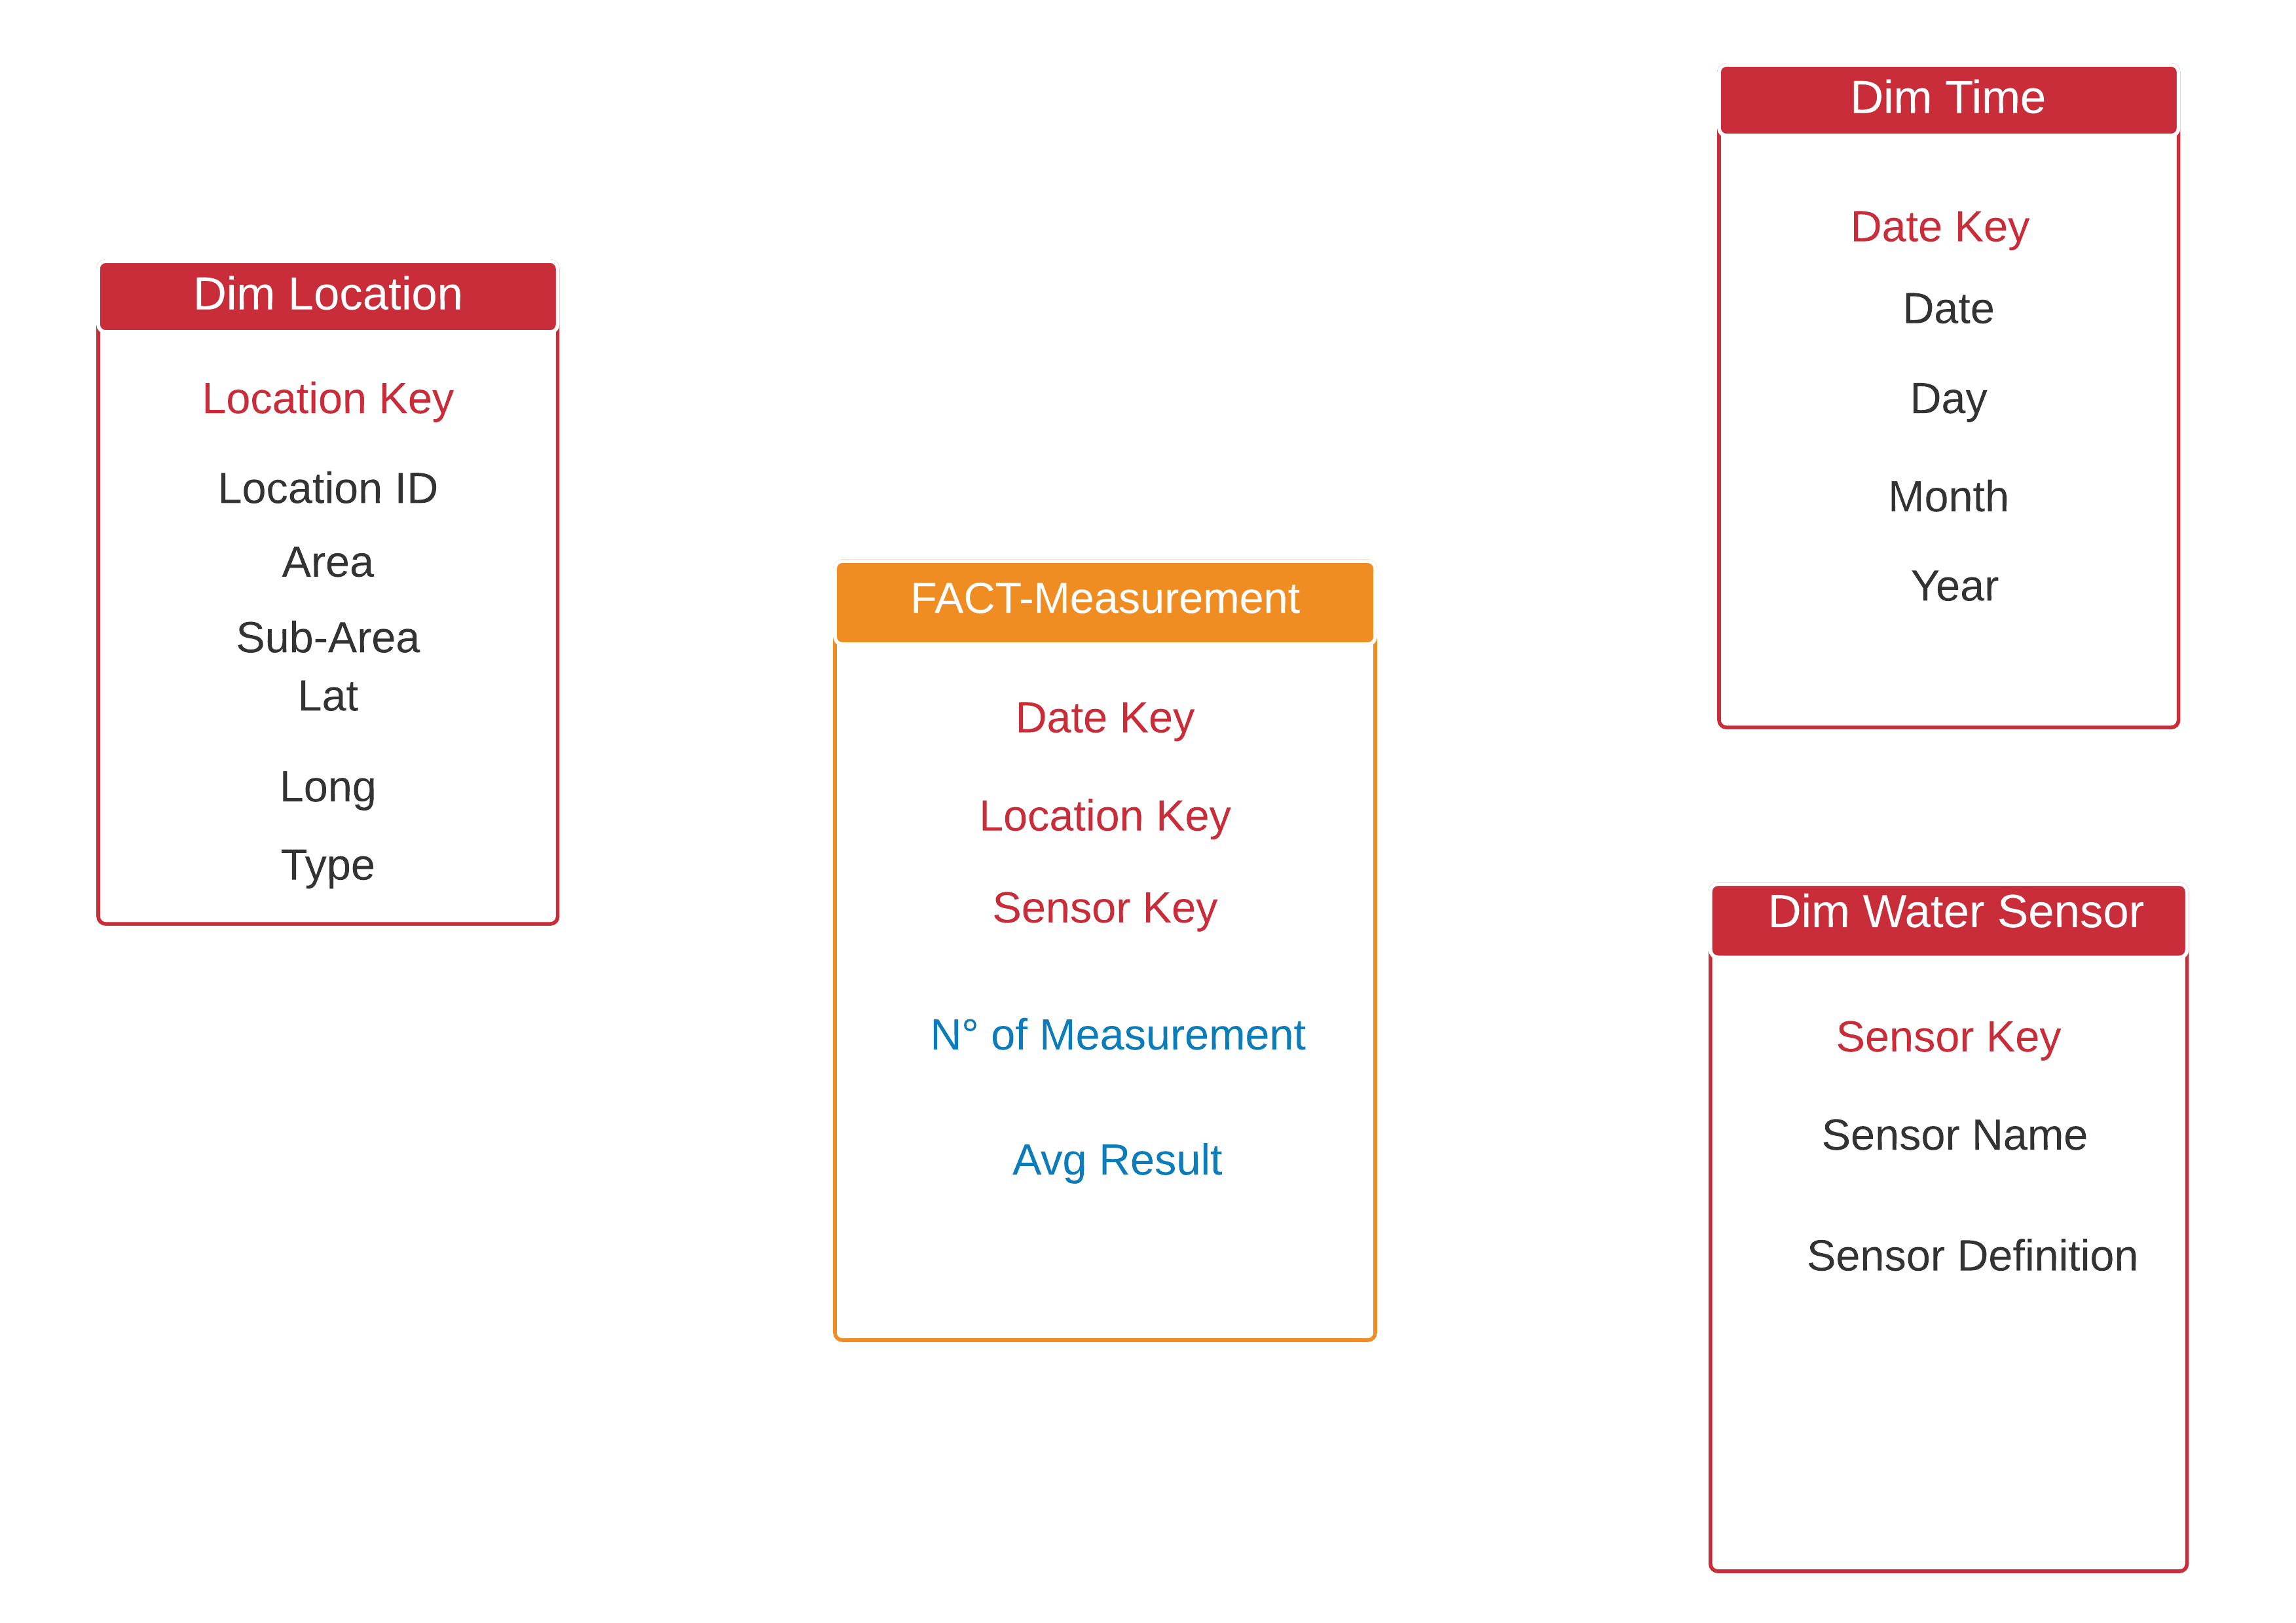 Dim Location
Location Key
Location ID
Area
Sub-Area
Lat
Long
Type
FACT-Measurement
Date Key
Location Key
Sensor Key
N° of Measurement
Avg Result
Dim Time
Date Key
Date
Day
Month
Year
Dim Water Sensor
Sensor Key
Sensor Name
Sensor Definition